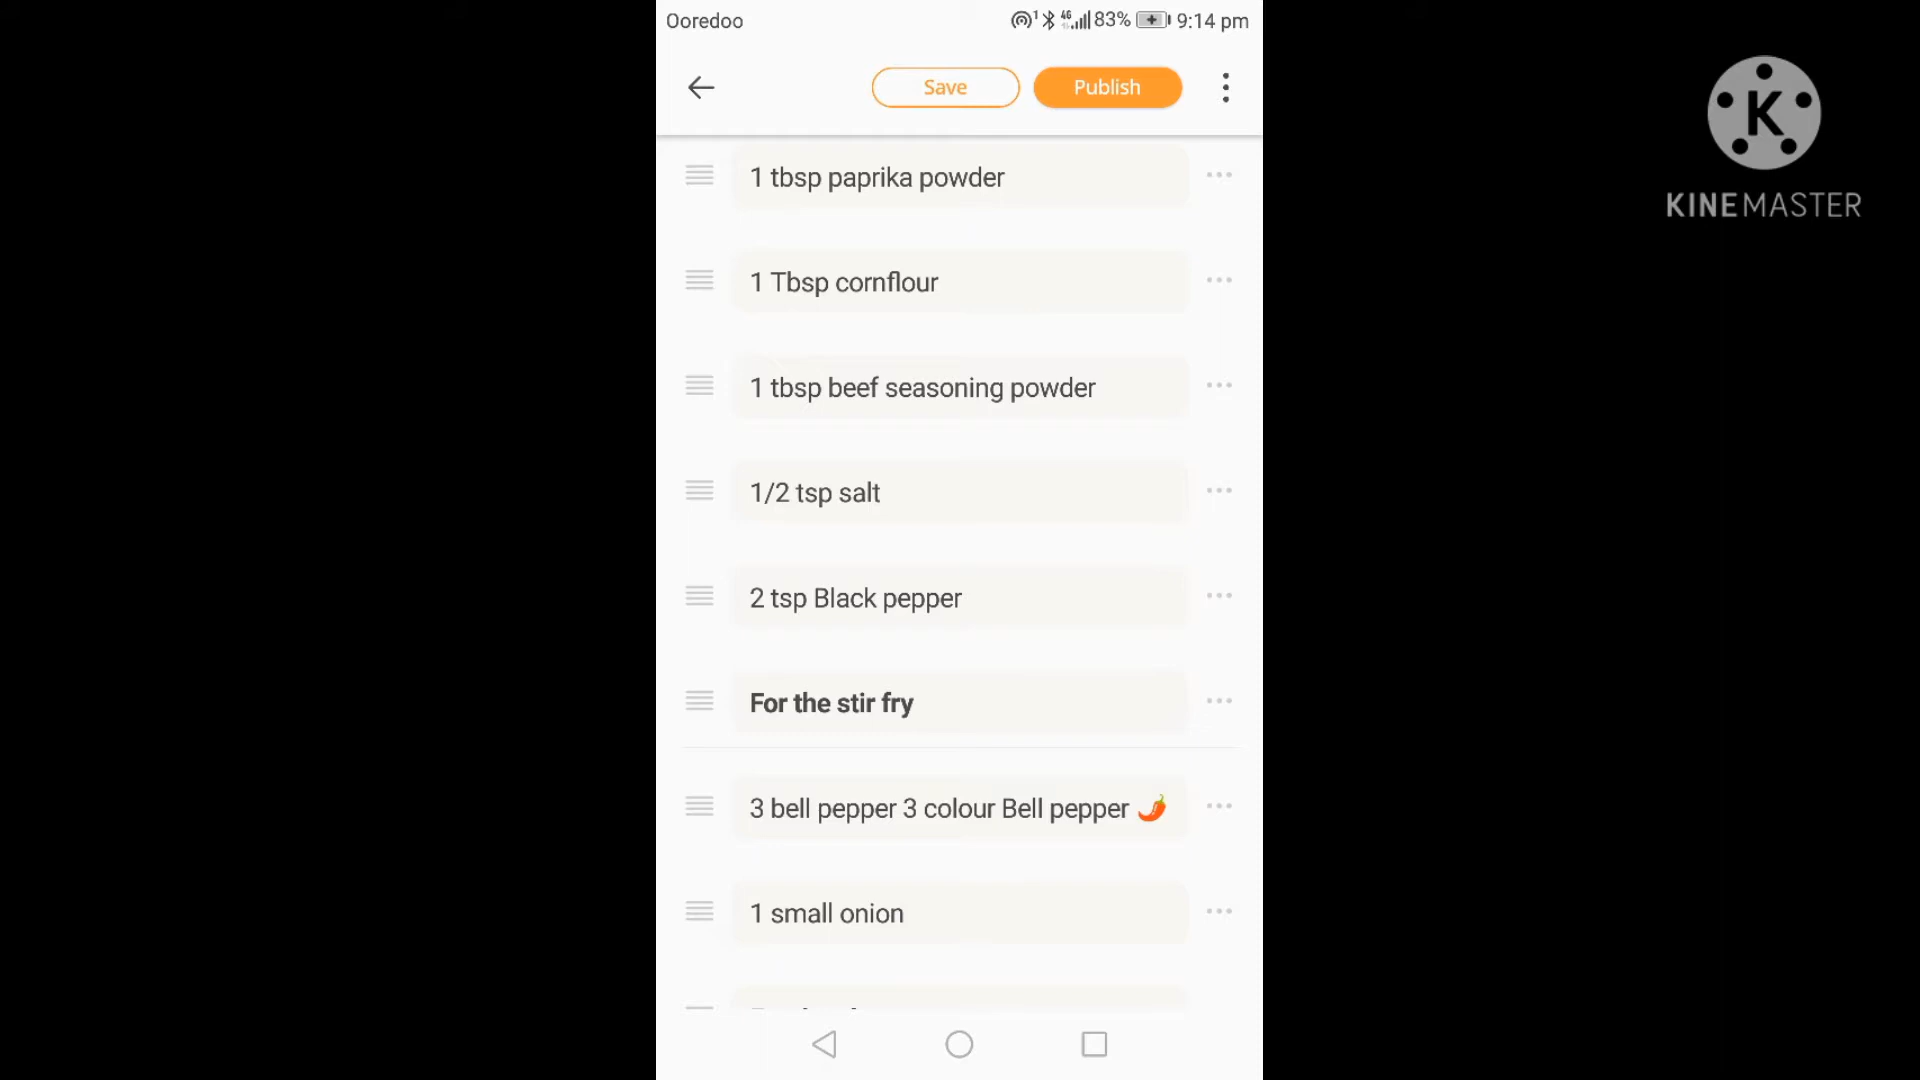 Ooredoo 1 4G 83% 9:14 pm
Save Publish
1 tbsp paprika powder
1 Tbsp cornflour
1 tbsp beef seasoning powder
1/2 tsp salt
2 tsp Black pepper
For the stir fry
3 bell pepper 3 colour Bell pepper 🌶️
1 small onion
K
KINEMASTER